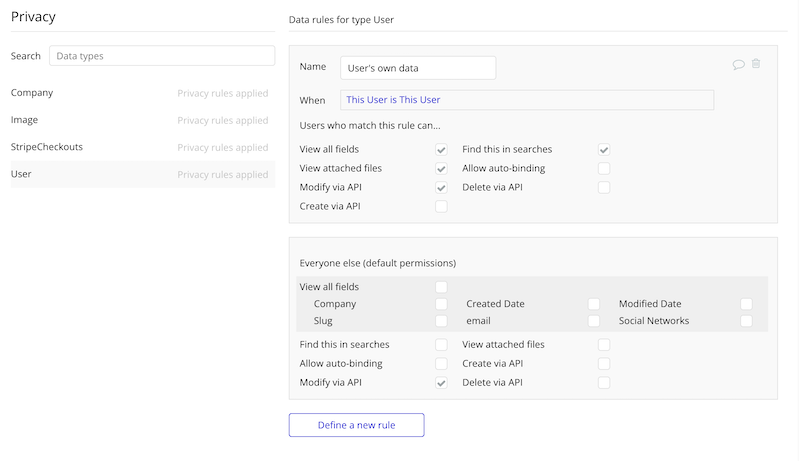 Privacy
Search Data types
Company Privacy rules applied
Image Privacy rules applied
StripeCheckouts Privacy rules applied
User Privacy rules applied
Data rules for type User
Name User's own data
When This User is This User
Users who match this rule can...
View all fields Find this in searches
View attached files Allow auto-binding
Modify via API Delete via API
Create via API
Everyone else (default permissions)
View all fields
Company Created Date Modified Date
Slug email Social Networks
Find this in searches View attached files
Allow auto-binding Create via API
Modify via API Delete via API
Define a new rule